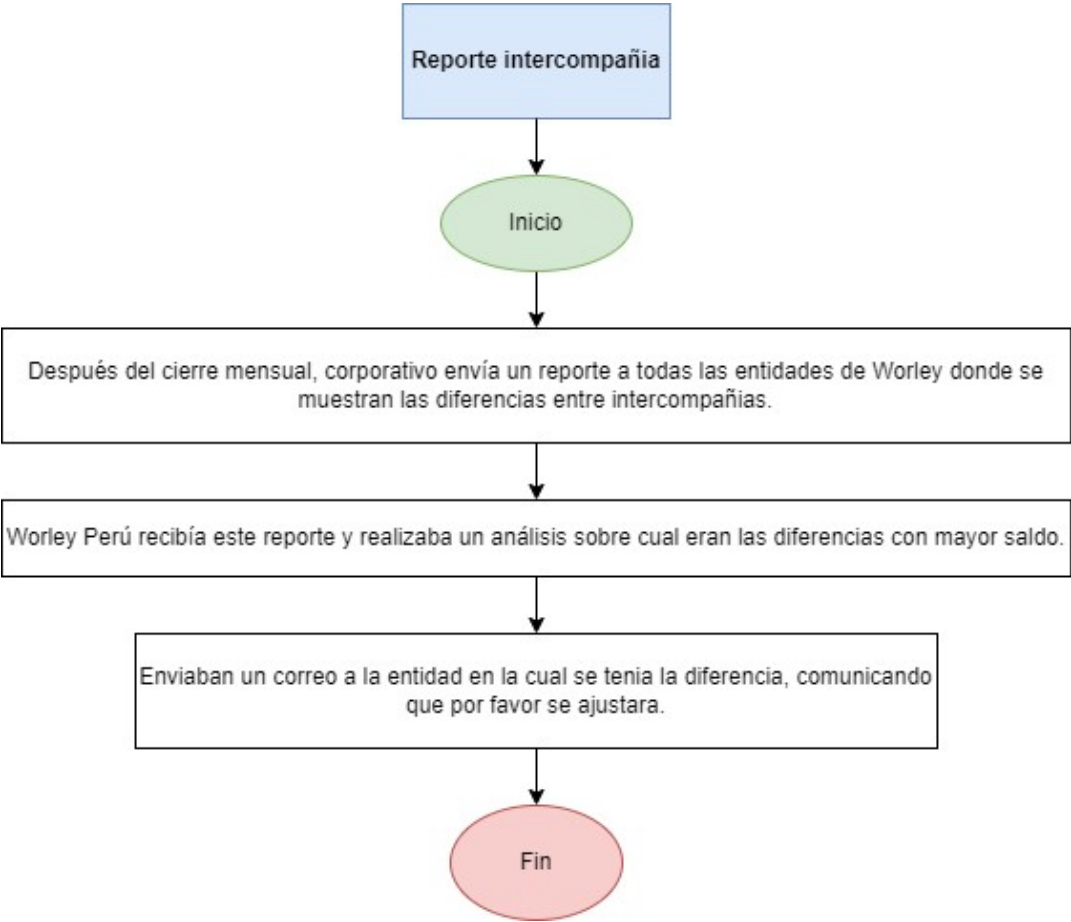 Reporte intercompañia
Inicio
Después del cierre mensual, corporativo envía un reporte a todas las entidades de Worley donde se
muestran las diferencias entre intercompañias.
Worley Perú recibía este reporte y realizaba un análisis sobre cual eran las diferencias con mayor saldo.
Enviaban un correo a la entidad en la cual se tenia la diferencia, comunicando
que por favor se ajustara.
Fin